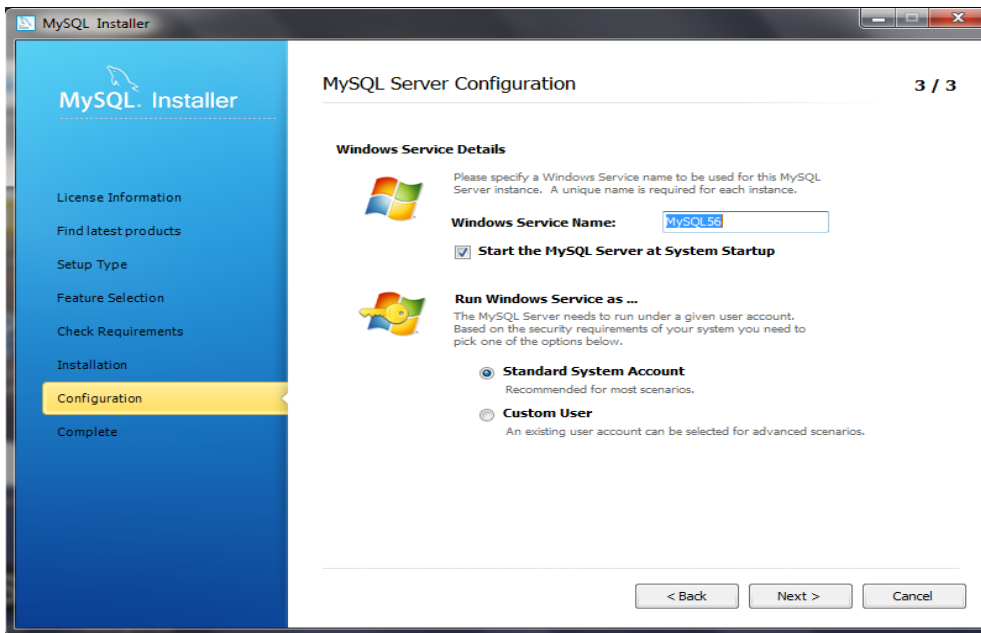 MySQL Installer
MySQL. Installer
License Information
Find latest products
Setup Type
Feature Selection
Check Requirements
Installation
Configuration
Complete
MySQL Server Configuration
3 / 3
Windows Service Details
Please specify a Windows Service name to be used for this MySQL
Server instance. A unique name is required for each instance.
Windows Service Name: MySQL56
Start the MySQL Server at System Startup
Run Windows Service as ...
The MySQL Server needs to run under a given user account.
Based on the security requirements of your system you need to
pick one of the options below.
Standard System Account
Recommended for most scenarios.
Custom User
An existing user account can be selected for advanced scenarios.
< Back Next > Cancel